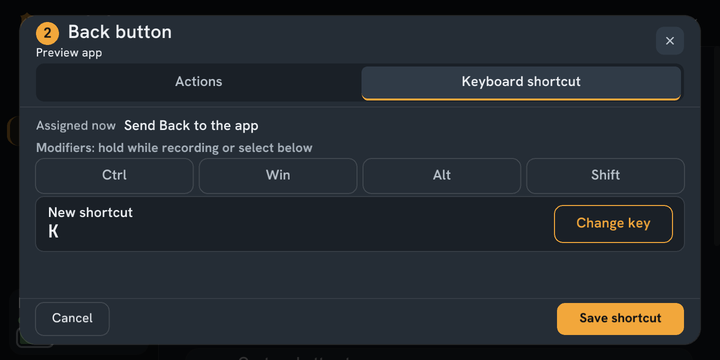 2 Back button
Preview app
Actions
Keyboard shortcut
Assigned now Send Back to the app
Modifiers: hold while recording or select below
Ctrl
Win
Alt
Shift
New shortcut
K
Change key
Cancel
Save shortcut